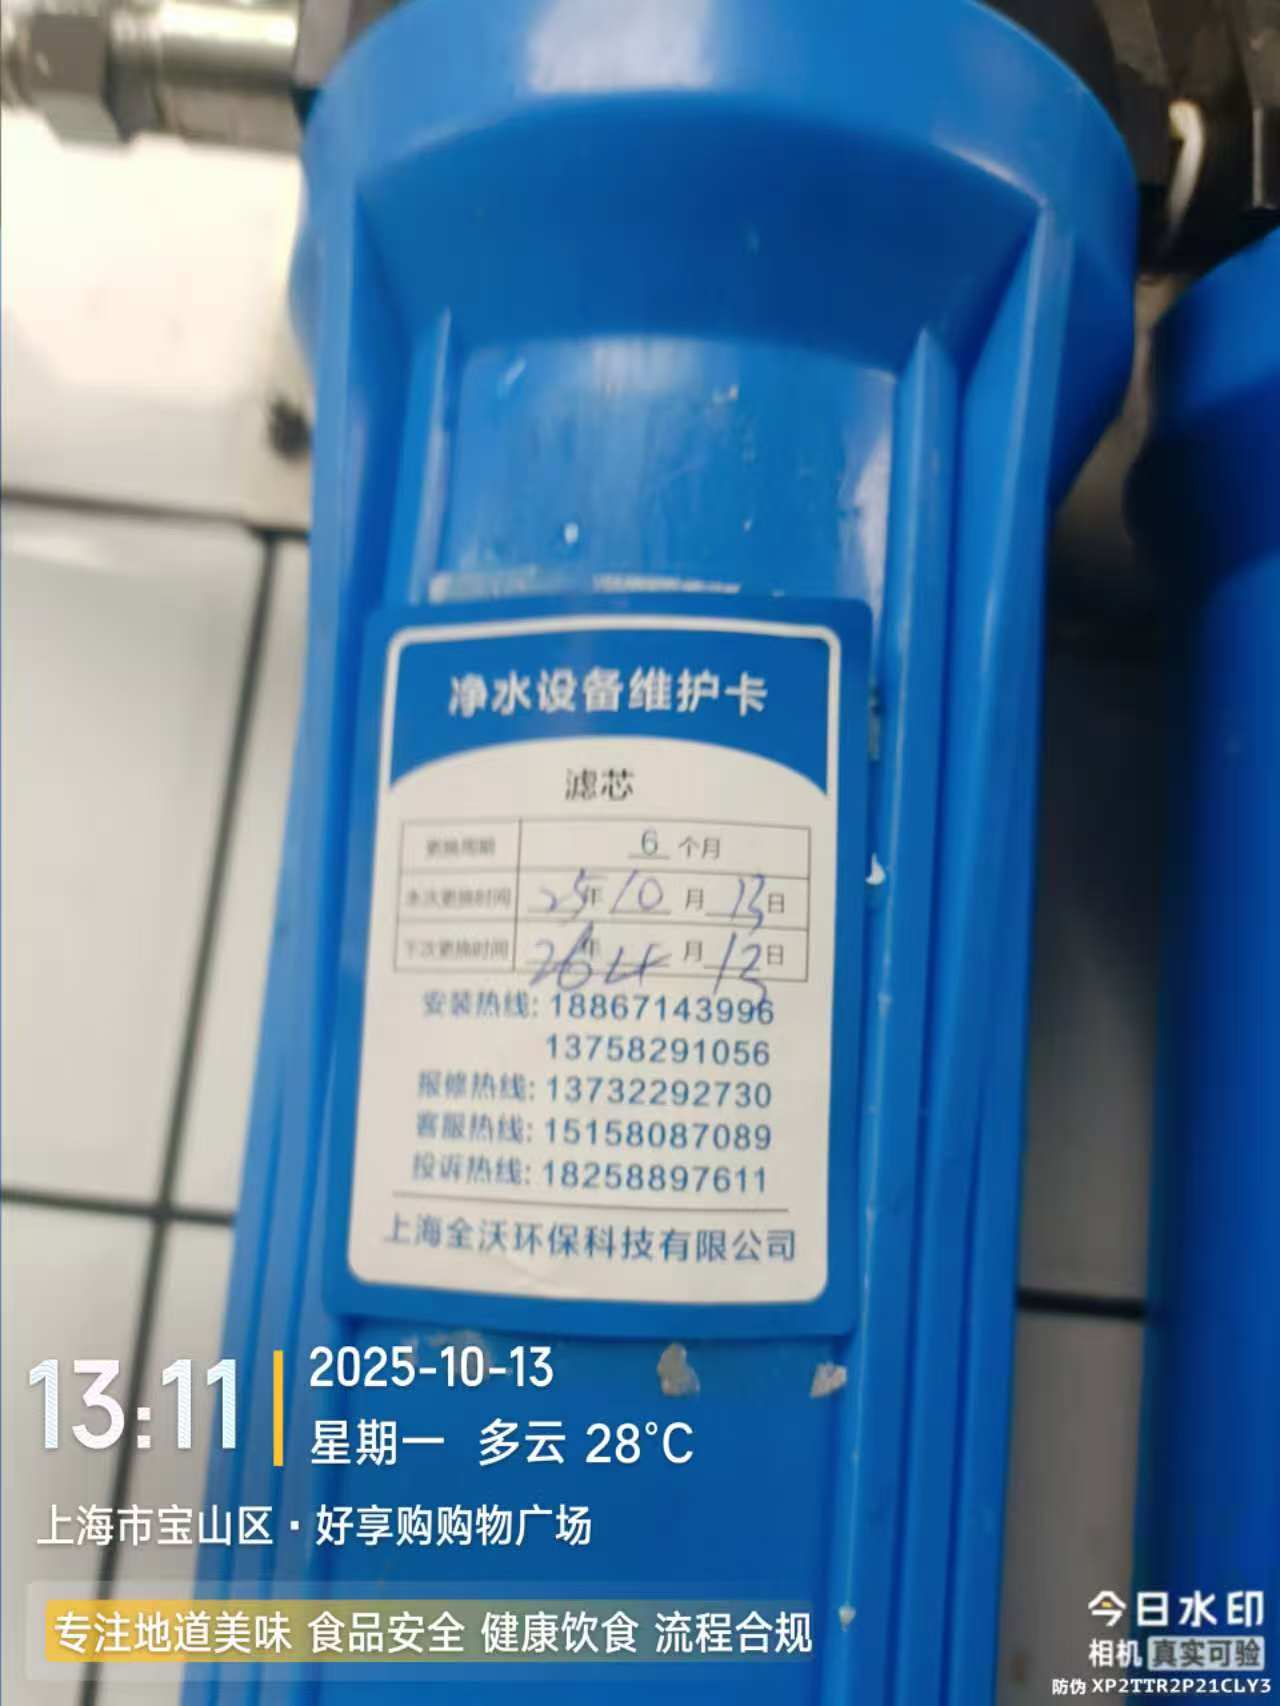 净水设备维护卡
滤芯
更换周期 6 个月
本次更换时间 25年10月13日
下次更换时间 26年4月13日
安装热线: 18867143996
13758291056
报修热线: 13732292730
客服热线: 15158087089
投诉热线: 18258897611
上海全沃环保科技有限公司
13:11
2025-10-13
星期一 多云 28°C
上海市宝山区·好享购购物广场
专注地道美味 食品安全 健康饮食 流程合规
今日水印
相机 真实可验
防伪 XP2TTR2P21CLY3